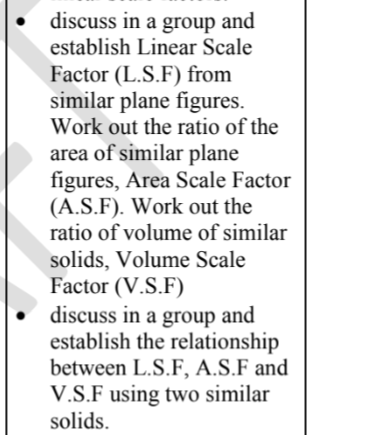 • discuss in a group and
establish Linear Scale
Factor (L.S.F) from
similar plane figures.
Work out the ratio of the
area of similar plane
figures, Area Scale Factor
(A.S.F). Work out the
ratio of volume of similar
solids, Volume Scale
Factor (V.S.F)
• discuss in a group and
establish the relationship
between L.S.F, A.S.F and
V.S.F using two similar
solids.